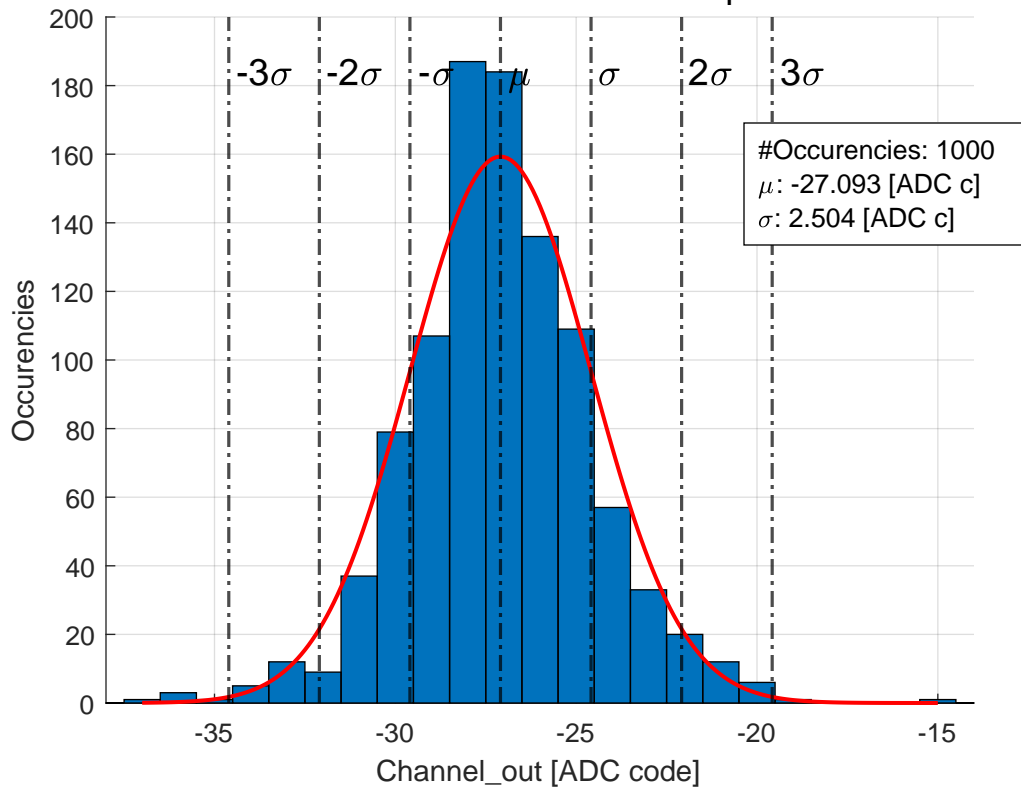 -3σ -2σ -σ μ σ 2σ 3σ
#Occurencies: 1000
μ: -27.093 [ADC c]
σ: 2.504 [ADC c]
Occurencies
200
180
160
140
120
100
80
60
40
20
0
-35 -30 -25 -20 -15
Channel_out [ADC code]